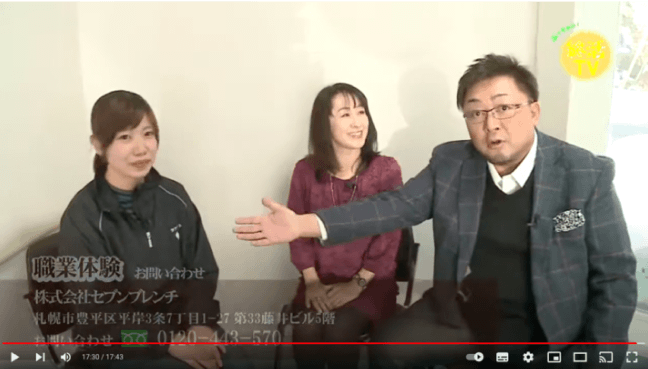 職業体験 お問い合わせ
株式会社セブンブレンチ
札幌市豊平区平岸3条7丁目1-27 第33藤井ビル5階
お問い合わせ 0120-443-570
17:30 / 17:43